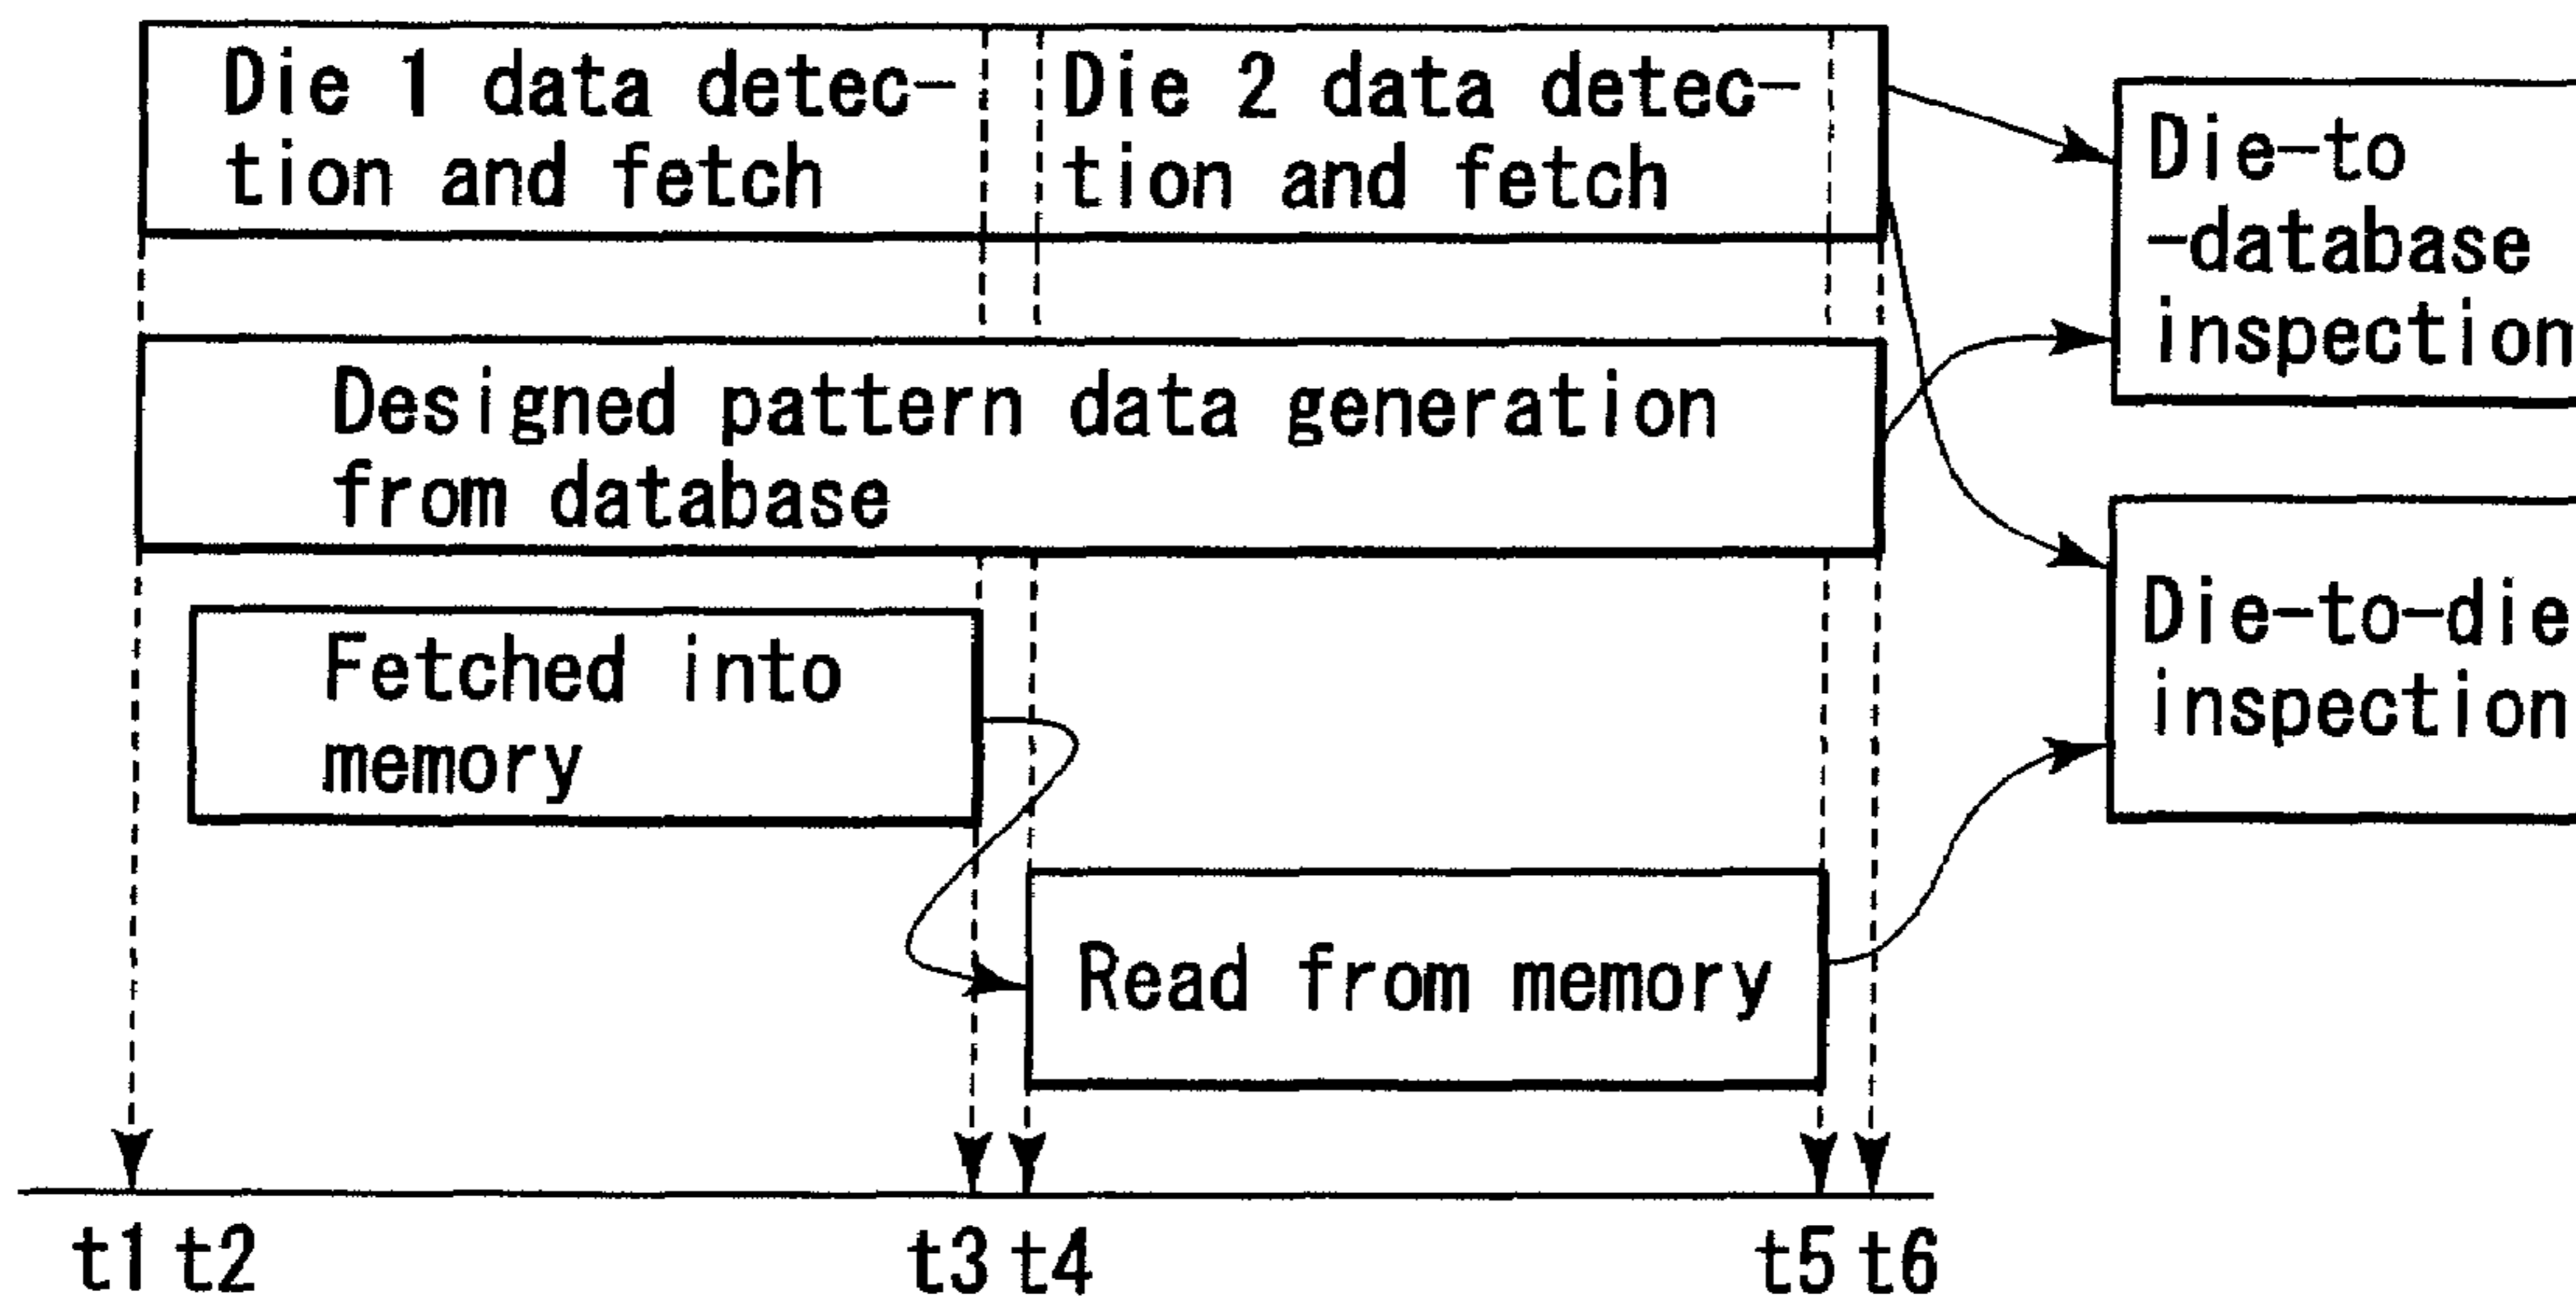 Die 1 data detec-
tion and fetch
Die 2 data detec-
tion and fetch
Die-to
-database
inspection
Designed pattern data generation
from database
Fetched into
memory
Die-to-die
inspection
Read from memory
t1 t2 t3 t4 t5 t6